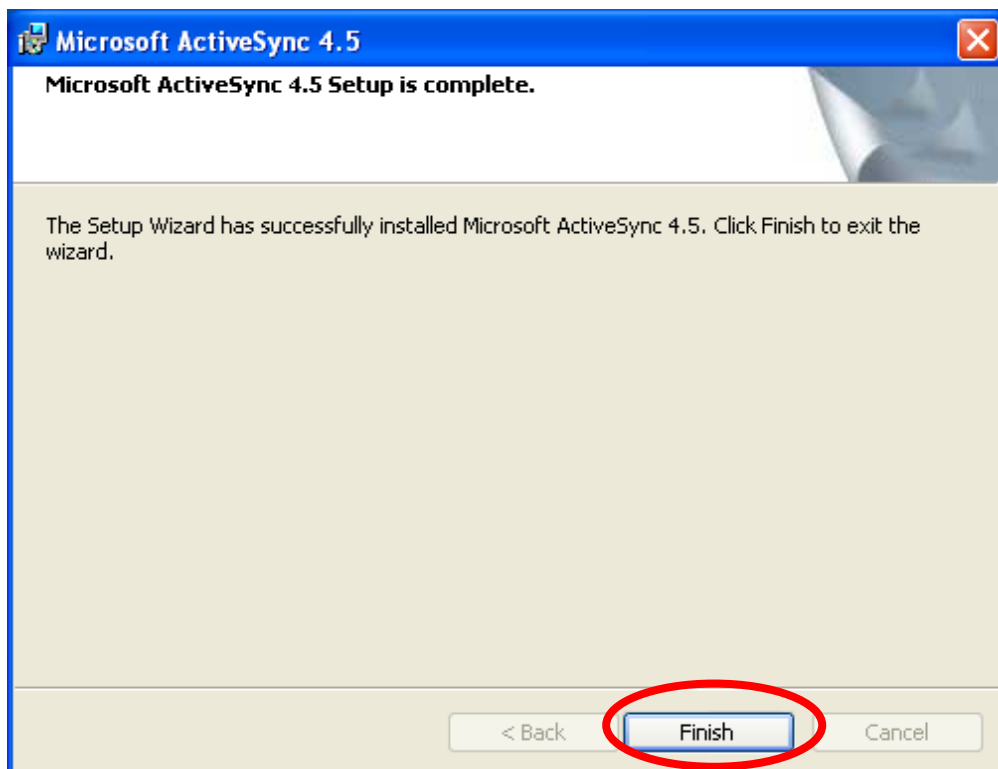 Microsoft ActiveSync 4.5
Microsoft ActiveSync 4.5 Setup is complete.
The Setup Wizard has successfully installed Microsoft ActiveSync 4.5. Click Finish to exit the
wizard.
< Back Finish Cancel